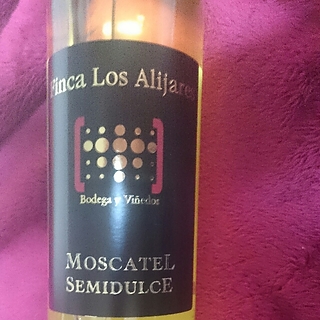 Finca Los Alijares
Bodega y Viñedos
MOSCATEL
SEMIDULCE